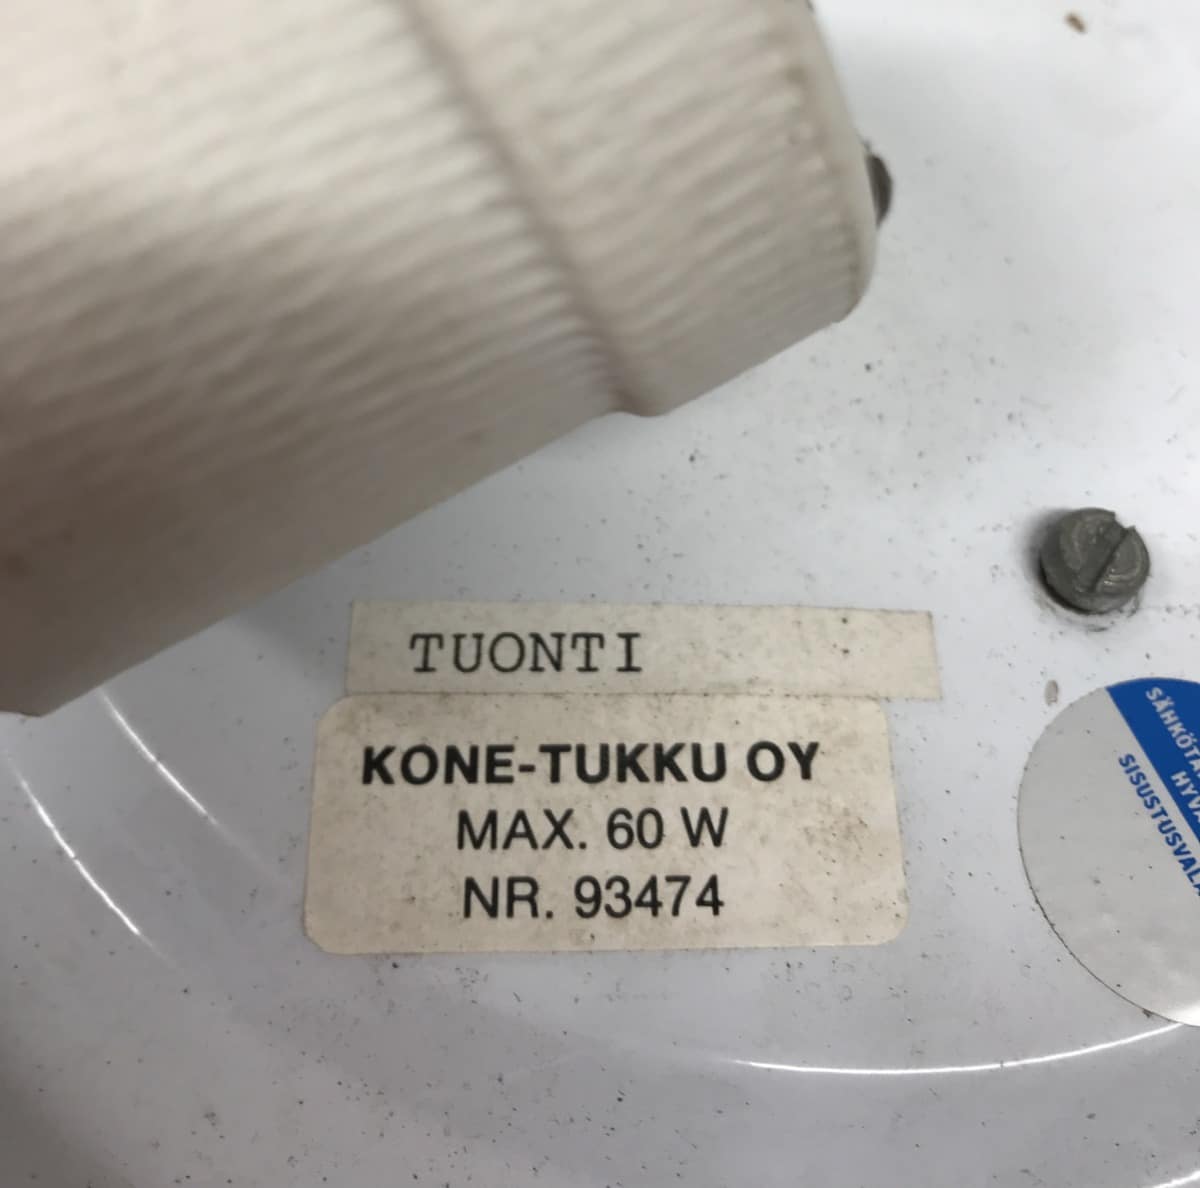 TUONTI
KONE-TUKKU OY
MAX. 60 W
NR. 93474